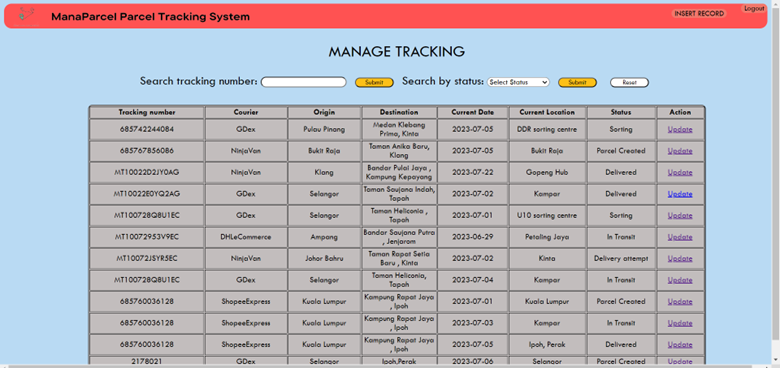 ManaParcel Parcel Tracking System
INSERT RECORD
Logout
MANAGE TRACKING
Search tracking number: Submit Search by status: Select Status Submit Reset
Tracking number Courier Origin Destination Current Date Current Location Status Action
685742244084 GDex Pulau Pinang Medan Klebang Prima, Kinta 2023-07-05 DDR sorting centre Sorting Update
685767856086 NinjaVan Bukit Raja Taman Anika Baru, Klang 2023-07-05 Bukit Raja Parcel Created Update
MT10022D2JY0AG NinjaVan Klang Bandar Pulai Jaya , Kampung Kepayang 2023-07-22 Gopeng Hub Delivered Update
MT10022E0YQ2AG GDex Selangor Taman Saujana Indah, Tapah 2023-07-02 Kampar Delivered Update
MT100728Q8U1EC GDex Selangor Taman Heliconia , Tapah 2023-07-01 U10 sorting centre Sorting Update
MT10072953V9EC DHLeCommerce Ampang Bandar Saujana Putra , Jenjarom 2023-06-29 Petaling Jaya In Transit Update
MT10072JSYR5EC NinjaVan Johor Bahru Taman Rapat Setia Baru , Kinta 2023-07-02 Kinta Delivery attempt Update
MT100728Q8U1EC GDex Selangor Taman Heliconia, Tapah 2023-07-04 Kampar In Transit Update
685760036128 ShopeeExpress Kuala Lumpur Kampung Rapat Jaya , Ipoh 2023-07-01 Kuala Lumpur Parcel Created Update
685760036128 ShopeeExpress Kuala Lumpur Kampung Rapat Jaya , Ipoh 2023-07-03 Kampar In Transit Update
685760036128 ShopeeExpress Kuala Lumpur Kampung Rapat Jaya , Ipoh 2023-07-05 Ipoh, Perak Delivered Update
2178021 GDex Selangor Ipoh,Perak 2023-07-06 Selangor Parcel Created Update